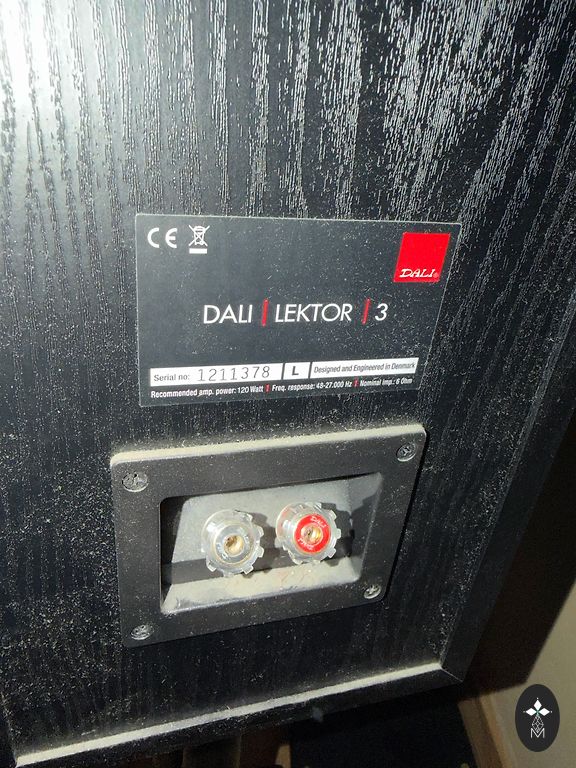 CE
DALI
DALI | LEKTOR | 3
Serial no: 1211378 L Designed and Engineered in Denmark
Recommended amp. power: 120 Watt | Freq. response: 48-27.000 Hz | Nominal imp.: 6 Ohm
DALI
M